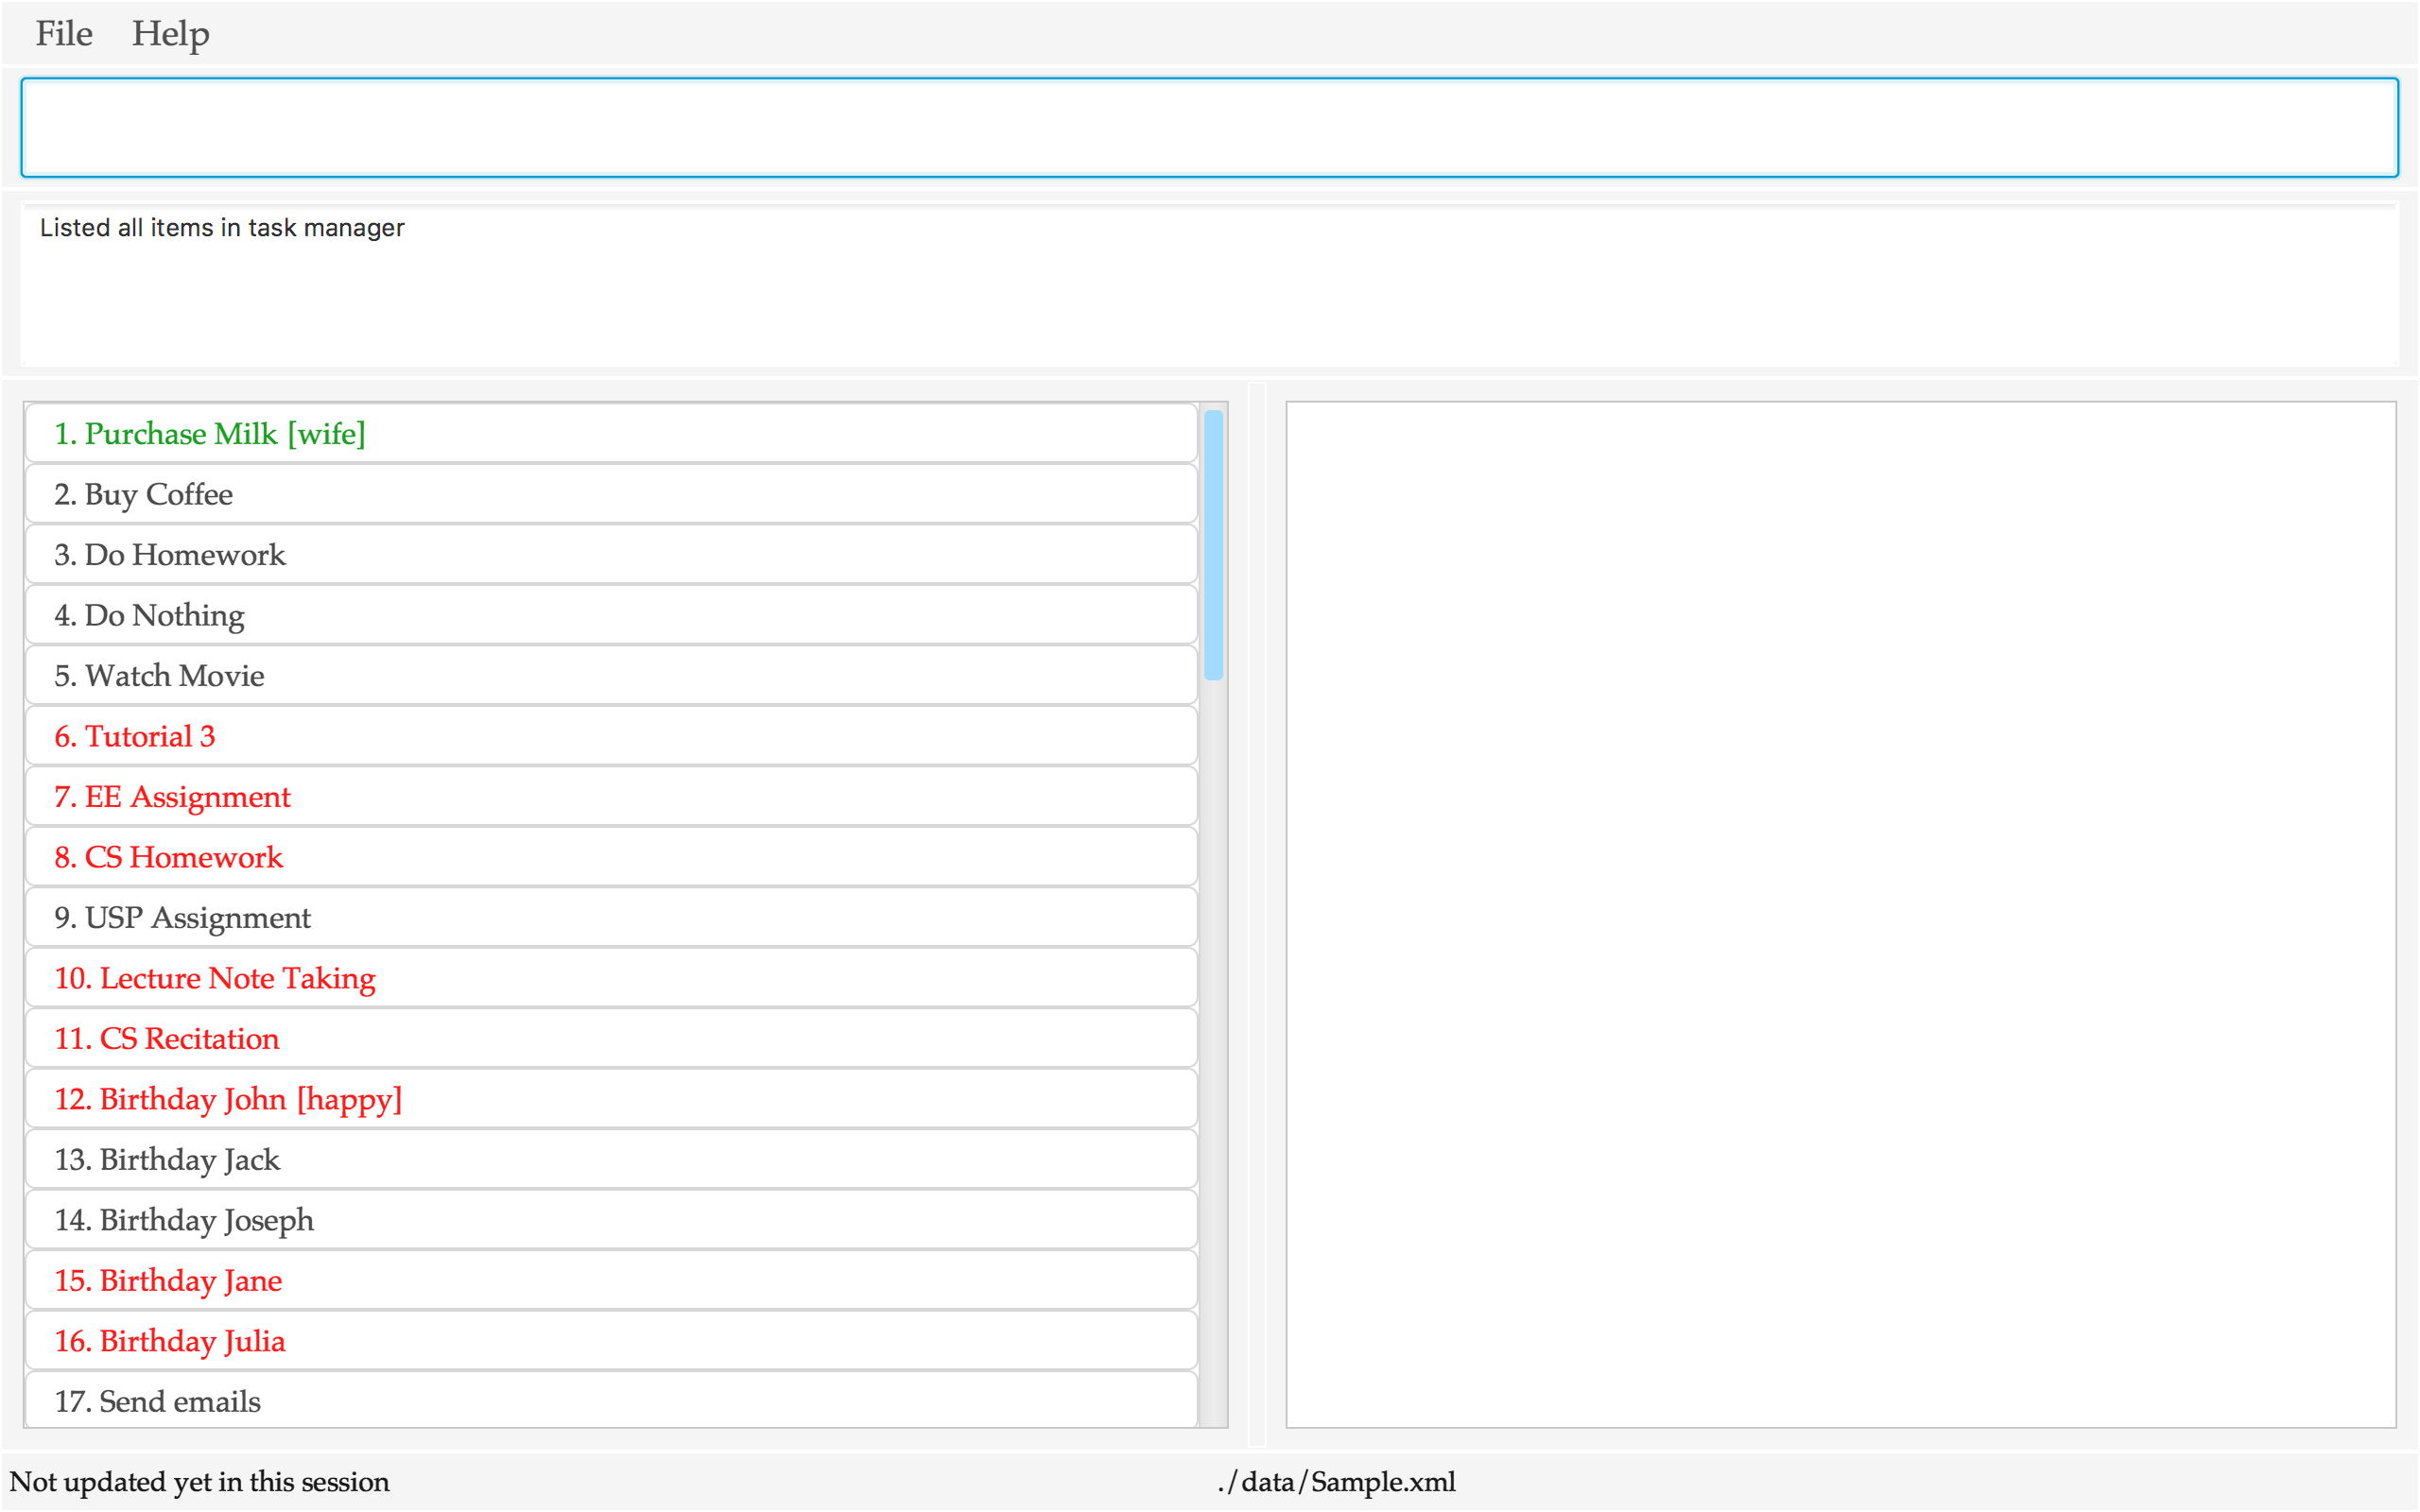 File Help
Listed all items in task manager
1. Purchase Milk [wife]
2. Buy Coffee
3. Do Homework
4. Do Nothing
5. Watch Movie
6. Tutorial 3
7. EE Assignment
8. CS Homework
9. USP Assignment
10. Lecture Note Taking
11. CS Recitation
12. Birthday John [happy]
13. Birthday Jack
14. Birthday Joseph
15. Birthday Jane
16. Birthday Julia
17. Send emails
Not updated yet in this session ./data/Sample.xml